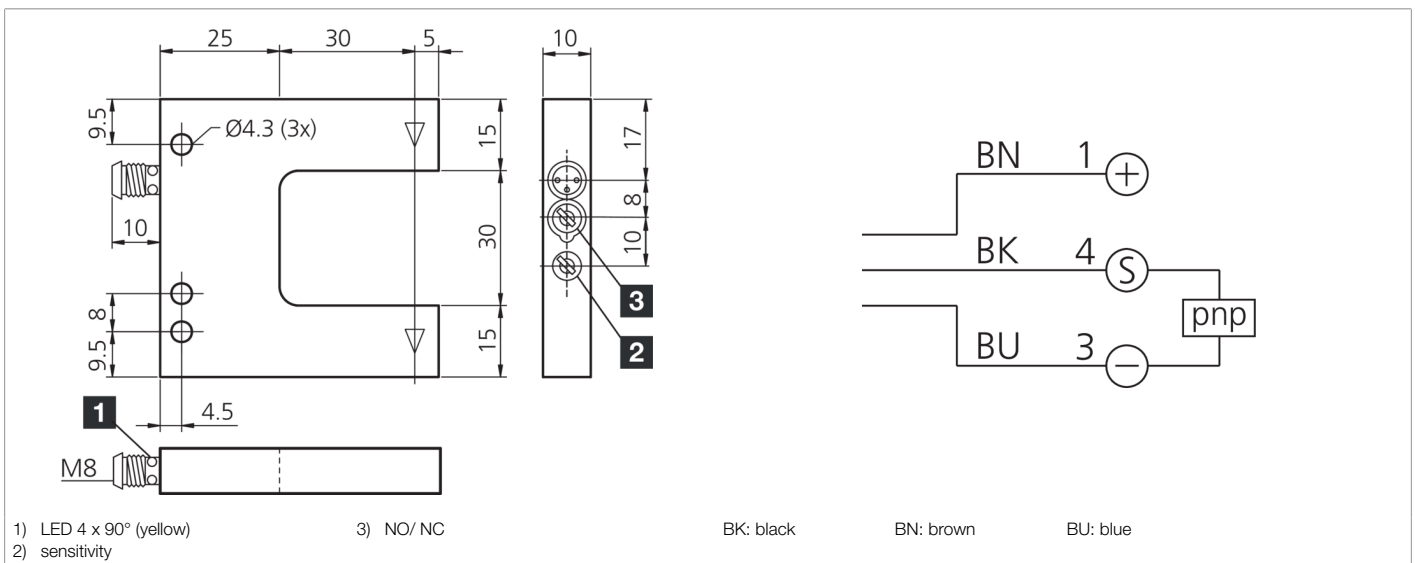 25 30 5 10
9.5
Ø4.3 (3x)
15
17
10
30
8
10
8
9.5
15
3
2
1
4.5
M8
BN 1 +
BK 4 S
pnp
BU 3 −
1) LED 4 x 90° (yellow) 3) NO/ NC BK: black BN: brown BU: blue
2) sensitivity